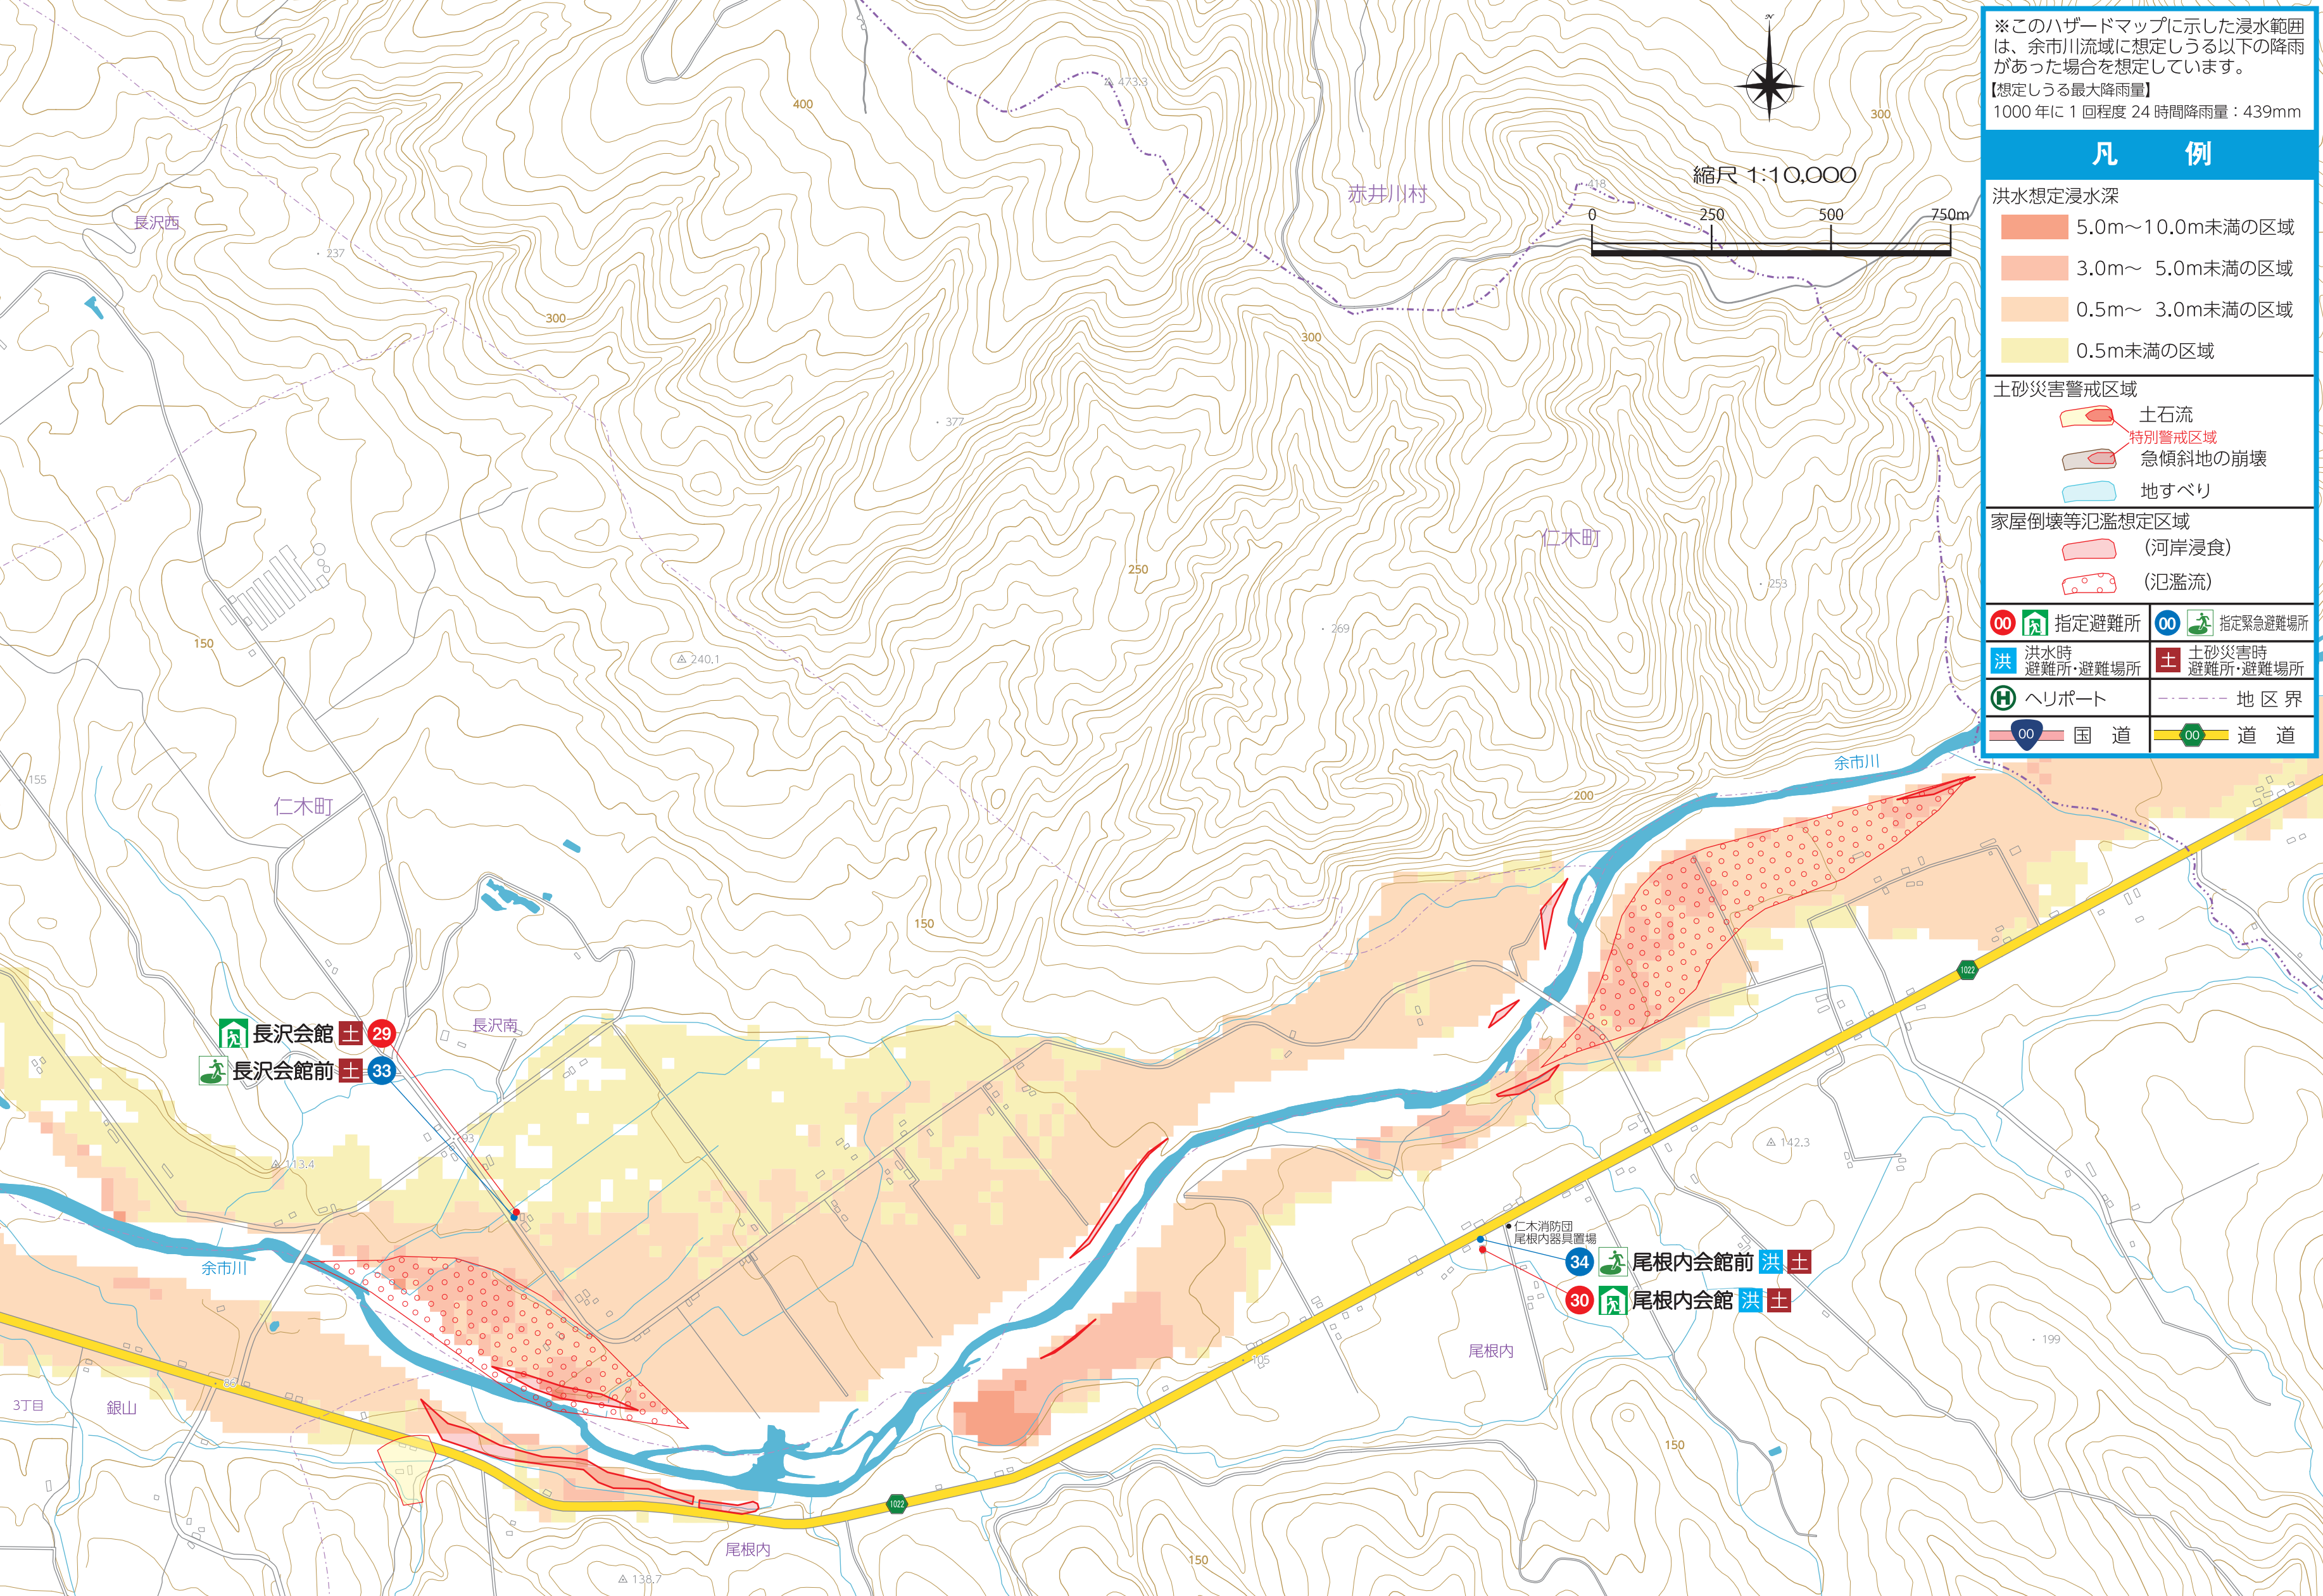 ※このハザードマップに示した浸水範囲
は、余市川流域に想定しうる以下の降雨
があった場合を想定しています。
【想定しうる最大降雨量】
1000 年に 1 回程度 24 時間降雨量：439mm
凡 例
洪水想定浸水深
5.0m～10.0m未満の区域
3.0m～ 5.0m未満の区域
0.5m～ 3.0m未満の区域
0.5m未満の区域
土砂災害警戒区域
土石流
特別警戒区域
急傾斜地の崩壊
地すべり
家屋倒壊等氾濫想定区域
（河岸浸食）
（氾濫流）
00 指定避難所
00 指定緊急避難場所
洪 洪水時
避難所・避難場所
土 土砂災害時
避難所・避難場所
H ヘリポート
地 区 界
00 国 道
00 道 道
N
縮尺 1:10,000
0 250 500 750m
473.3
400
300
赤井川村
418
長沢西
237
300
300
377
仁木町
250
253
269
150
240.1
155
仁木町
200
余市川
150
1022
長沢南
長沢会館 土 29
長沢会館前 土 33
93
113.4
142.3
仁木消防団
尾根内器具置場
34 尾根内会館前 洪 土
30 尾根内会館 洪 土
余市川
199
尾根内
105
86
3丁目
銀山
150
1022
尾根内
150
138.7